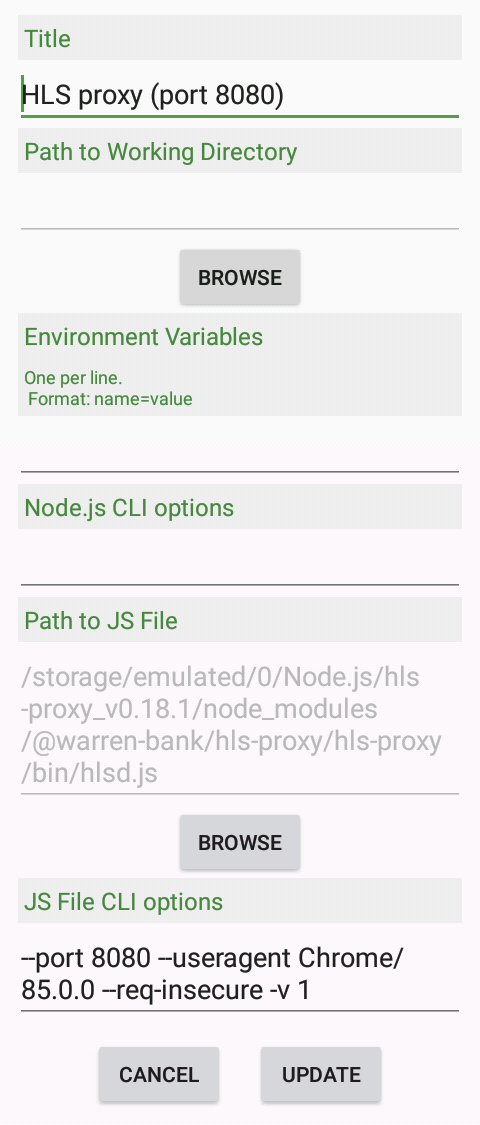 Title
HLS proxy (port 8080)
Path to Working Directory
BROWSE
Environment Variables
One per line.
Format: name=value
Node.js CLI options
Path to JS File
/storage/emulated/0/Node.js/hls
-proxy_v0.18.1/node_modules
/@warren-bank/hls-proxy/hls-proxy
/bin/hlsd.js
BROWSE
JS File CLI options
--port 8080 --useragent Chrome/
85.0.0 --req-insecure -v 1
CANCEL UPDATE